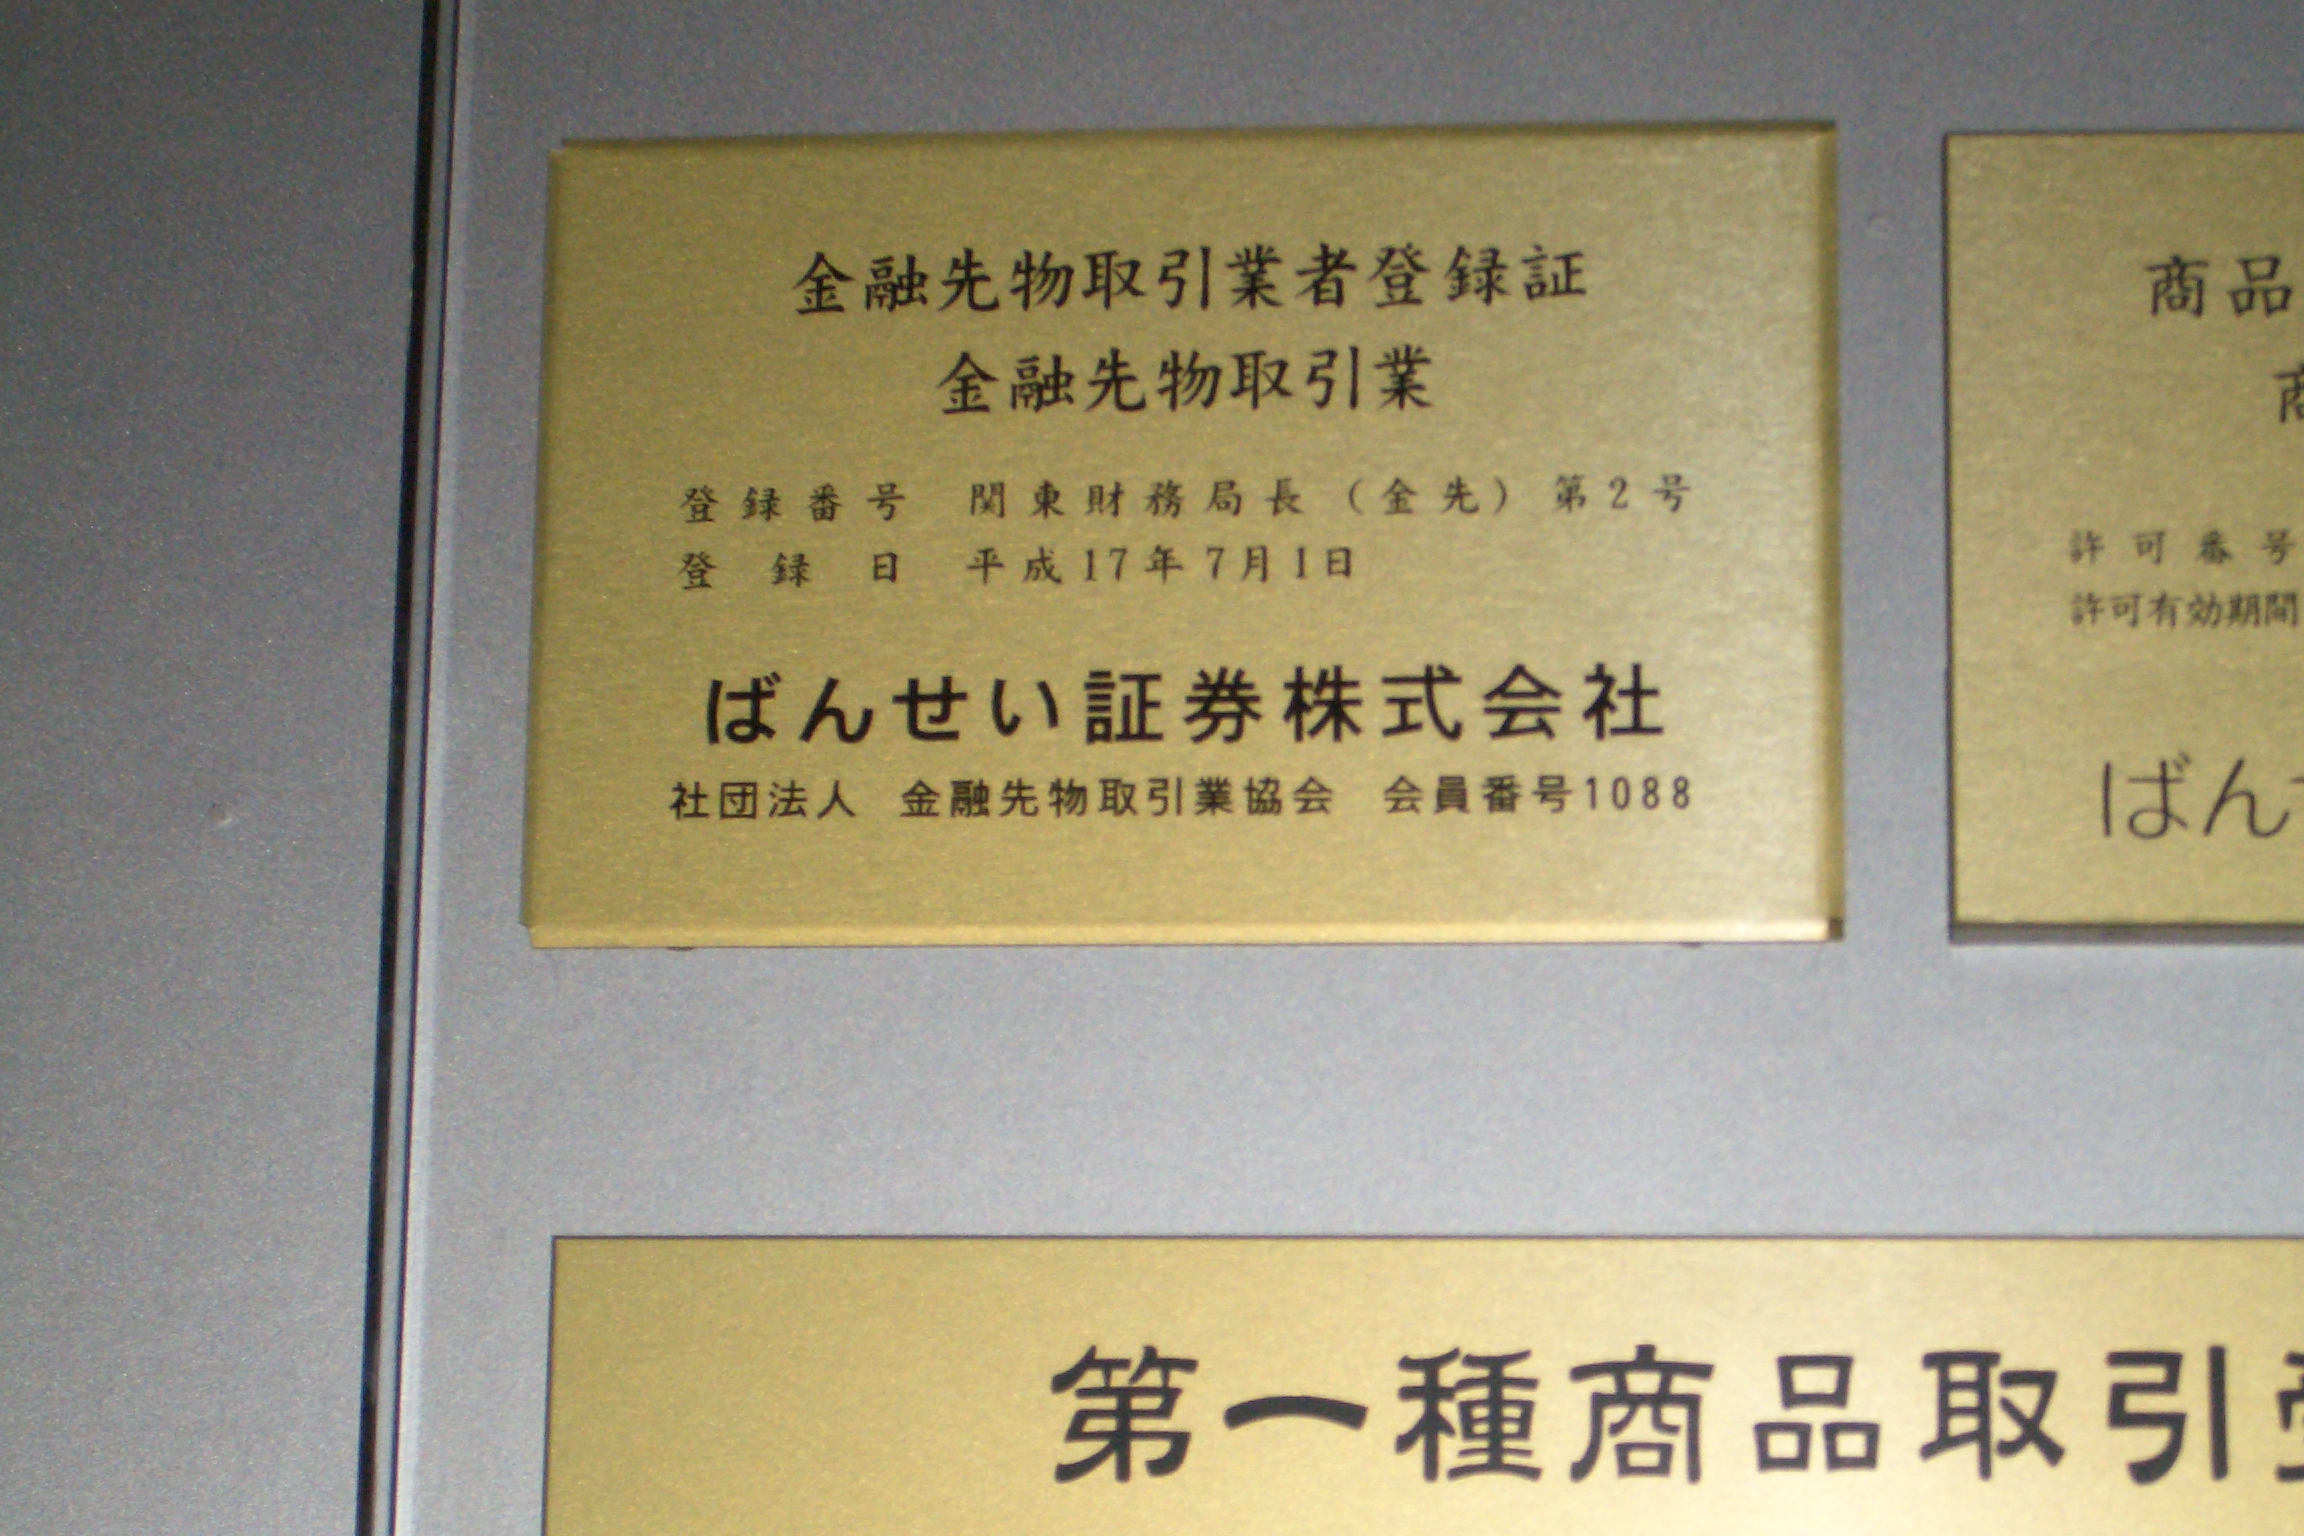 金融先物取引業者登録証
金融先物取引業
登録番号 関東財務局長(金先)第2号
登録日 平成17年7月1日
ばんせい証券株式会社
社団法人 金融先物取引業協会 会員番号1088
商品
商
許可番号
許可有効期間
ばん
第一種商品取引